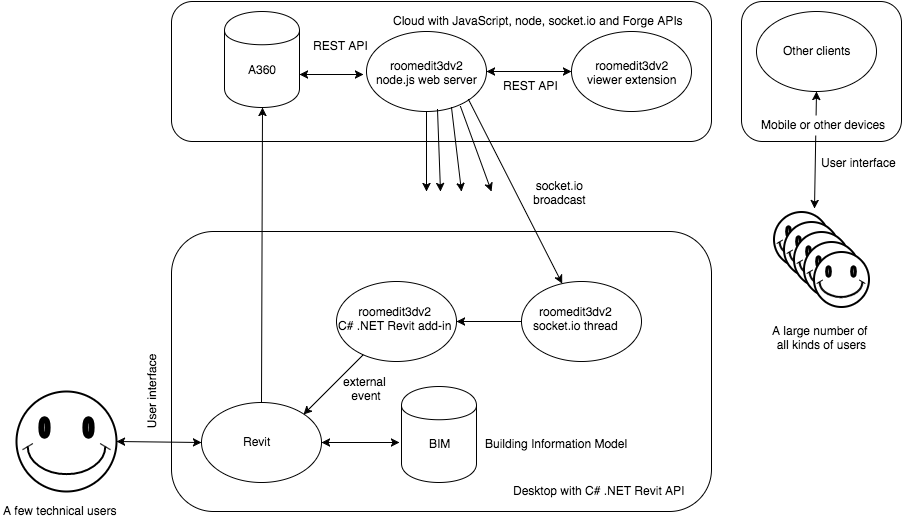 Cloud with JavaScript, node, socket.io and Forge APIs
REST API
A360
roomedit3dv2
node.js web server
REST API
roomedit3dv2
viewer extension
Other clients
Mobile or other devices
User interface
socket.io
broadcast
roomedit3dv2
C# .NET Revit add-in
roomedit3dv2
socket.io thread
A large number of
all kinds of users
external
event
User interface
Revit
BIM
Building Information Model
Desktop with C# .NET Revit API
A few technical users